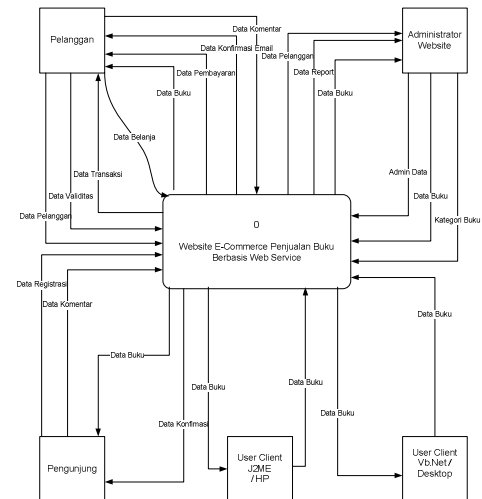 Pelanggan
Administrator
Website
Data Komentar
Data Konfirmasi Email
Data Pelanggan
Data Pembayaran
Data Report
Data Buku
Data Buku
Data Belanja
Data Transaksi
Admin Data
Data Validitas
Data Buku
Data Pelanggan
Kategori Buku
0
Website E-Commerce Penjualan Buku
Berbasis Web Service
Data Registrasi
Data Komentar
Data Buku
Data Buku
Data Buku
Data Buku
Data Buku
Data Konfimasi
Pengunjung
User Client
J2ME
/ HP
User Client
Vb.Net /
Desktop